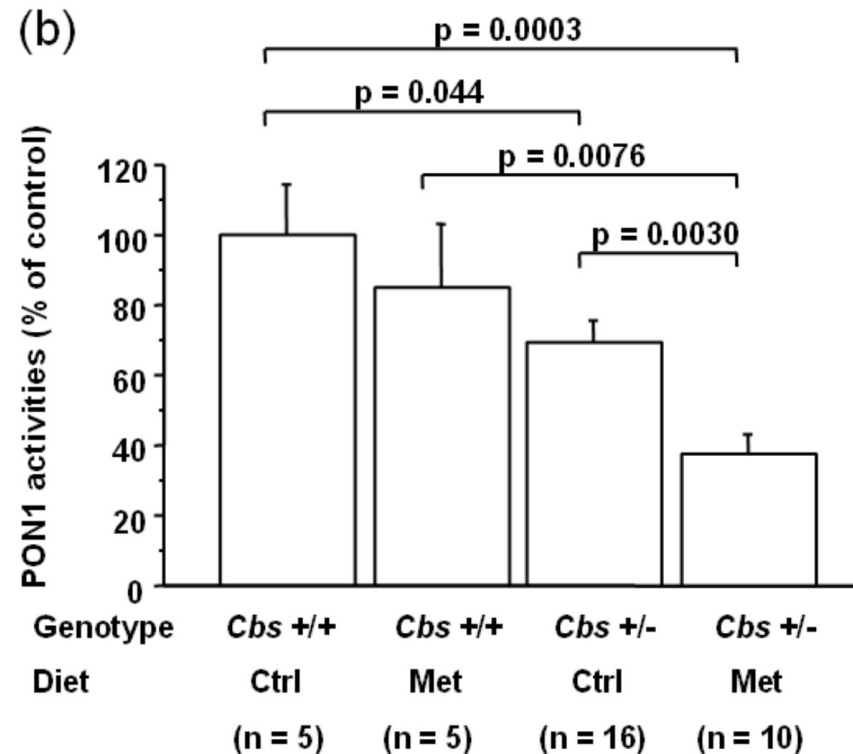 (b)
p = 0.0003
p = 0.044
p = 0.0076
p = 0.0030
PON1 activities (% of control)
120
100
80
60
40
20
0
Genotype Cbs +/+ Cbs +/+ Cbs +/- Cbs +/-
Diet Ctrl Met Ctrl Met
(n = 5) (n = 5) (n = 16) (n = 10)